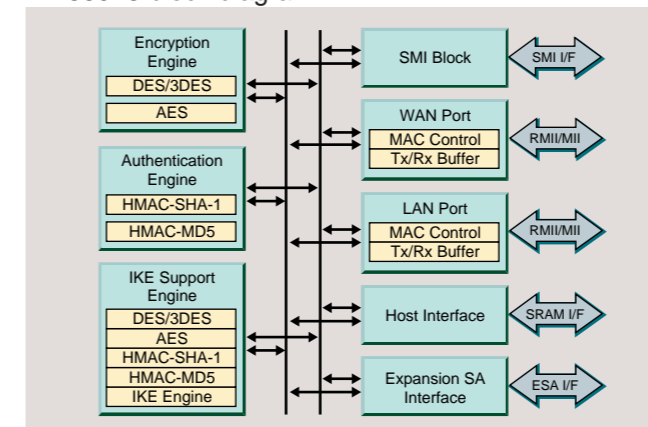 Encryption
Engine
DES/3DES
AES
Authentication
Engine
HMAC-SHA-1
HMAC-MD5
IKE Support
Engine
DES/3DES
AES
HMAC-SHA-1
HMAC-MD5
IKE Engine
SMI Block
SMI I/F
WAN Port
MAC Control
Tx/Rx Buffer
RMII/MII
LAN Port
MAC Control
Tx/Rx Buffer
RMII/MII
Host Interface
SRAM I/F
Expansion SA
Interface
ESA I/F